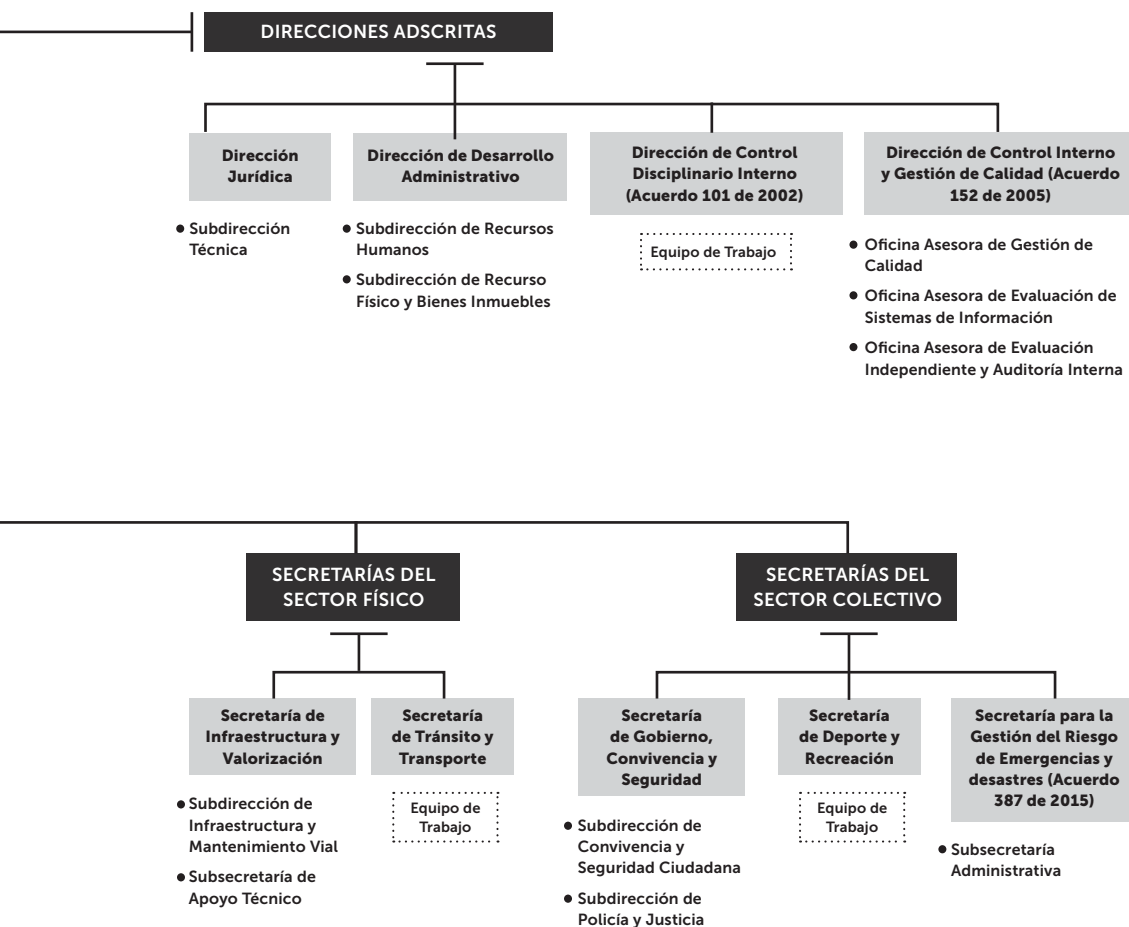 DIRECCIONES ADSCRITAS
Dirección
Jurídica
● Subdirección
Técnica
Dirección de Desarrollo
Administrativo
● Subdirección de Recursos
Humanos
● Subdirección de Recurso
Físico y Bienes Inmuebles
Dirección de Control
Disciplinario Interno
(Acuerdo 101 de 2002)
Equipo de Trabajo
Dirección de Control Interno
y Gestión de Calidad (Acuerdo
152 de 2005)
● Oficina Asesora de Gestión de
Calidad
● Oficina Asesora de Evaluación de
Sistemas de Información
● Oficina Asesora de Evaluación
Independiente y Auditoría Interna
SECRETARÍAS DEL
SECTOR FÍSICO
Secretaría de
Infraestructura y
Valorización
● Subdirección de
Infraestructura y
Mantenimiento Vial
● Subsecretaría de
Apoyo Técnico
Secretaría
de Tránsito y
Transporte
Equipo de
Trabajo
SECRETARÍAS DEL
SECTOR COLECTIVO
Secretaría
de Gobierno,
Convivencia y
Seguridad
● Subdirección de
Convivencia y
Seguridad Ciudadana
● Subdirección de
Policía y Justicia
Secretaría
de Deporte y
Recreación
Equipo de
Trabajo
Secretaría para la
Gestión del Riesgo
de Emergencias y
desastres (Acuerdo
387 de 2015)
● Subsecretaría
Administrativa